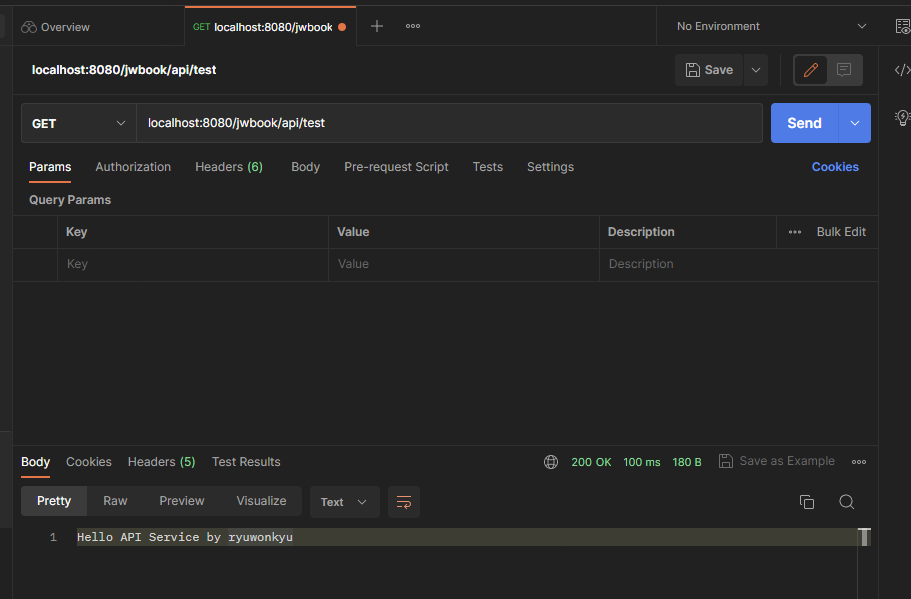 Overview
GET localhost:8080/jwbook
No Environment
localhost:8080/jwbook/api/test
Save
GET
localhost:8080/jwbook/api/test
Send
Params Authorization Headers (6) Body Pre-request Script Tests Settings Cookies
Query Params
Key Value Description Bulk Edit
Key Value Description
Body Cookies Headers (5) Test Results 200 OK 100 ms 180 B Save as Example
Pretty Raw Preview Visualize Text
1 Hello API Service by ryuwonkyu